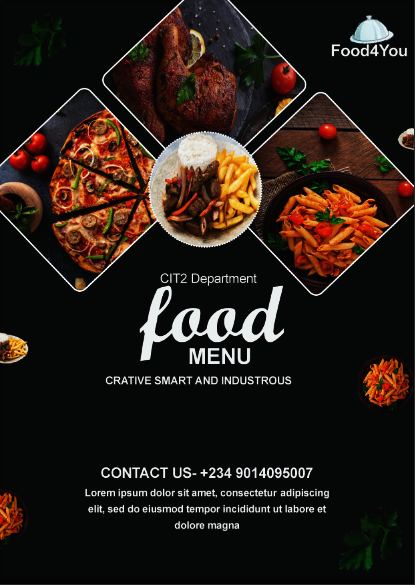 Food4You
CIT2 Department
food
MENU
CRATIVE SMART AND INDUSTROUS
CONTACT US- +234 9014095007
Lorem ipsum dolor sit amet, consectetur adipiscing
elit, sed do eiusmod tempor incididunt ut labore et
dolore magna